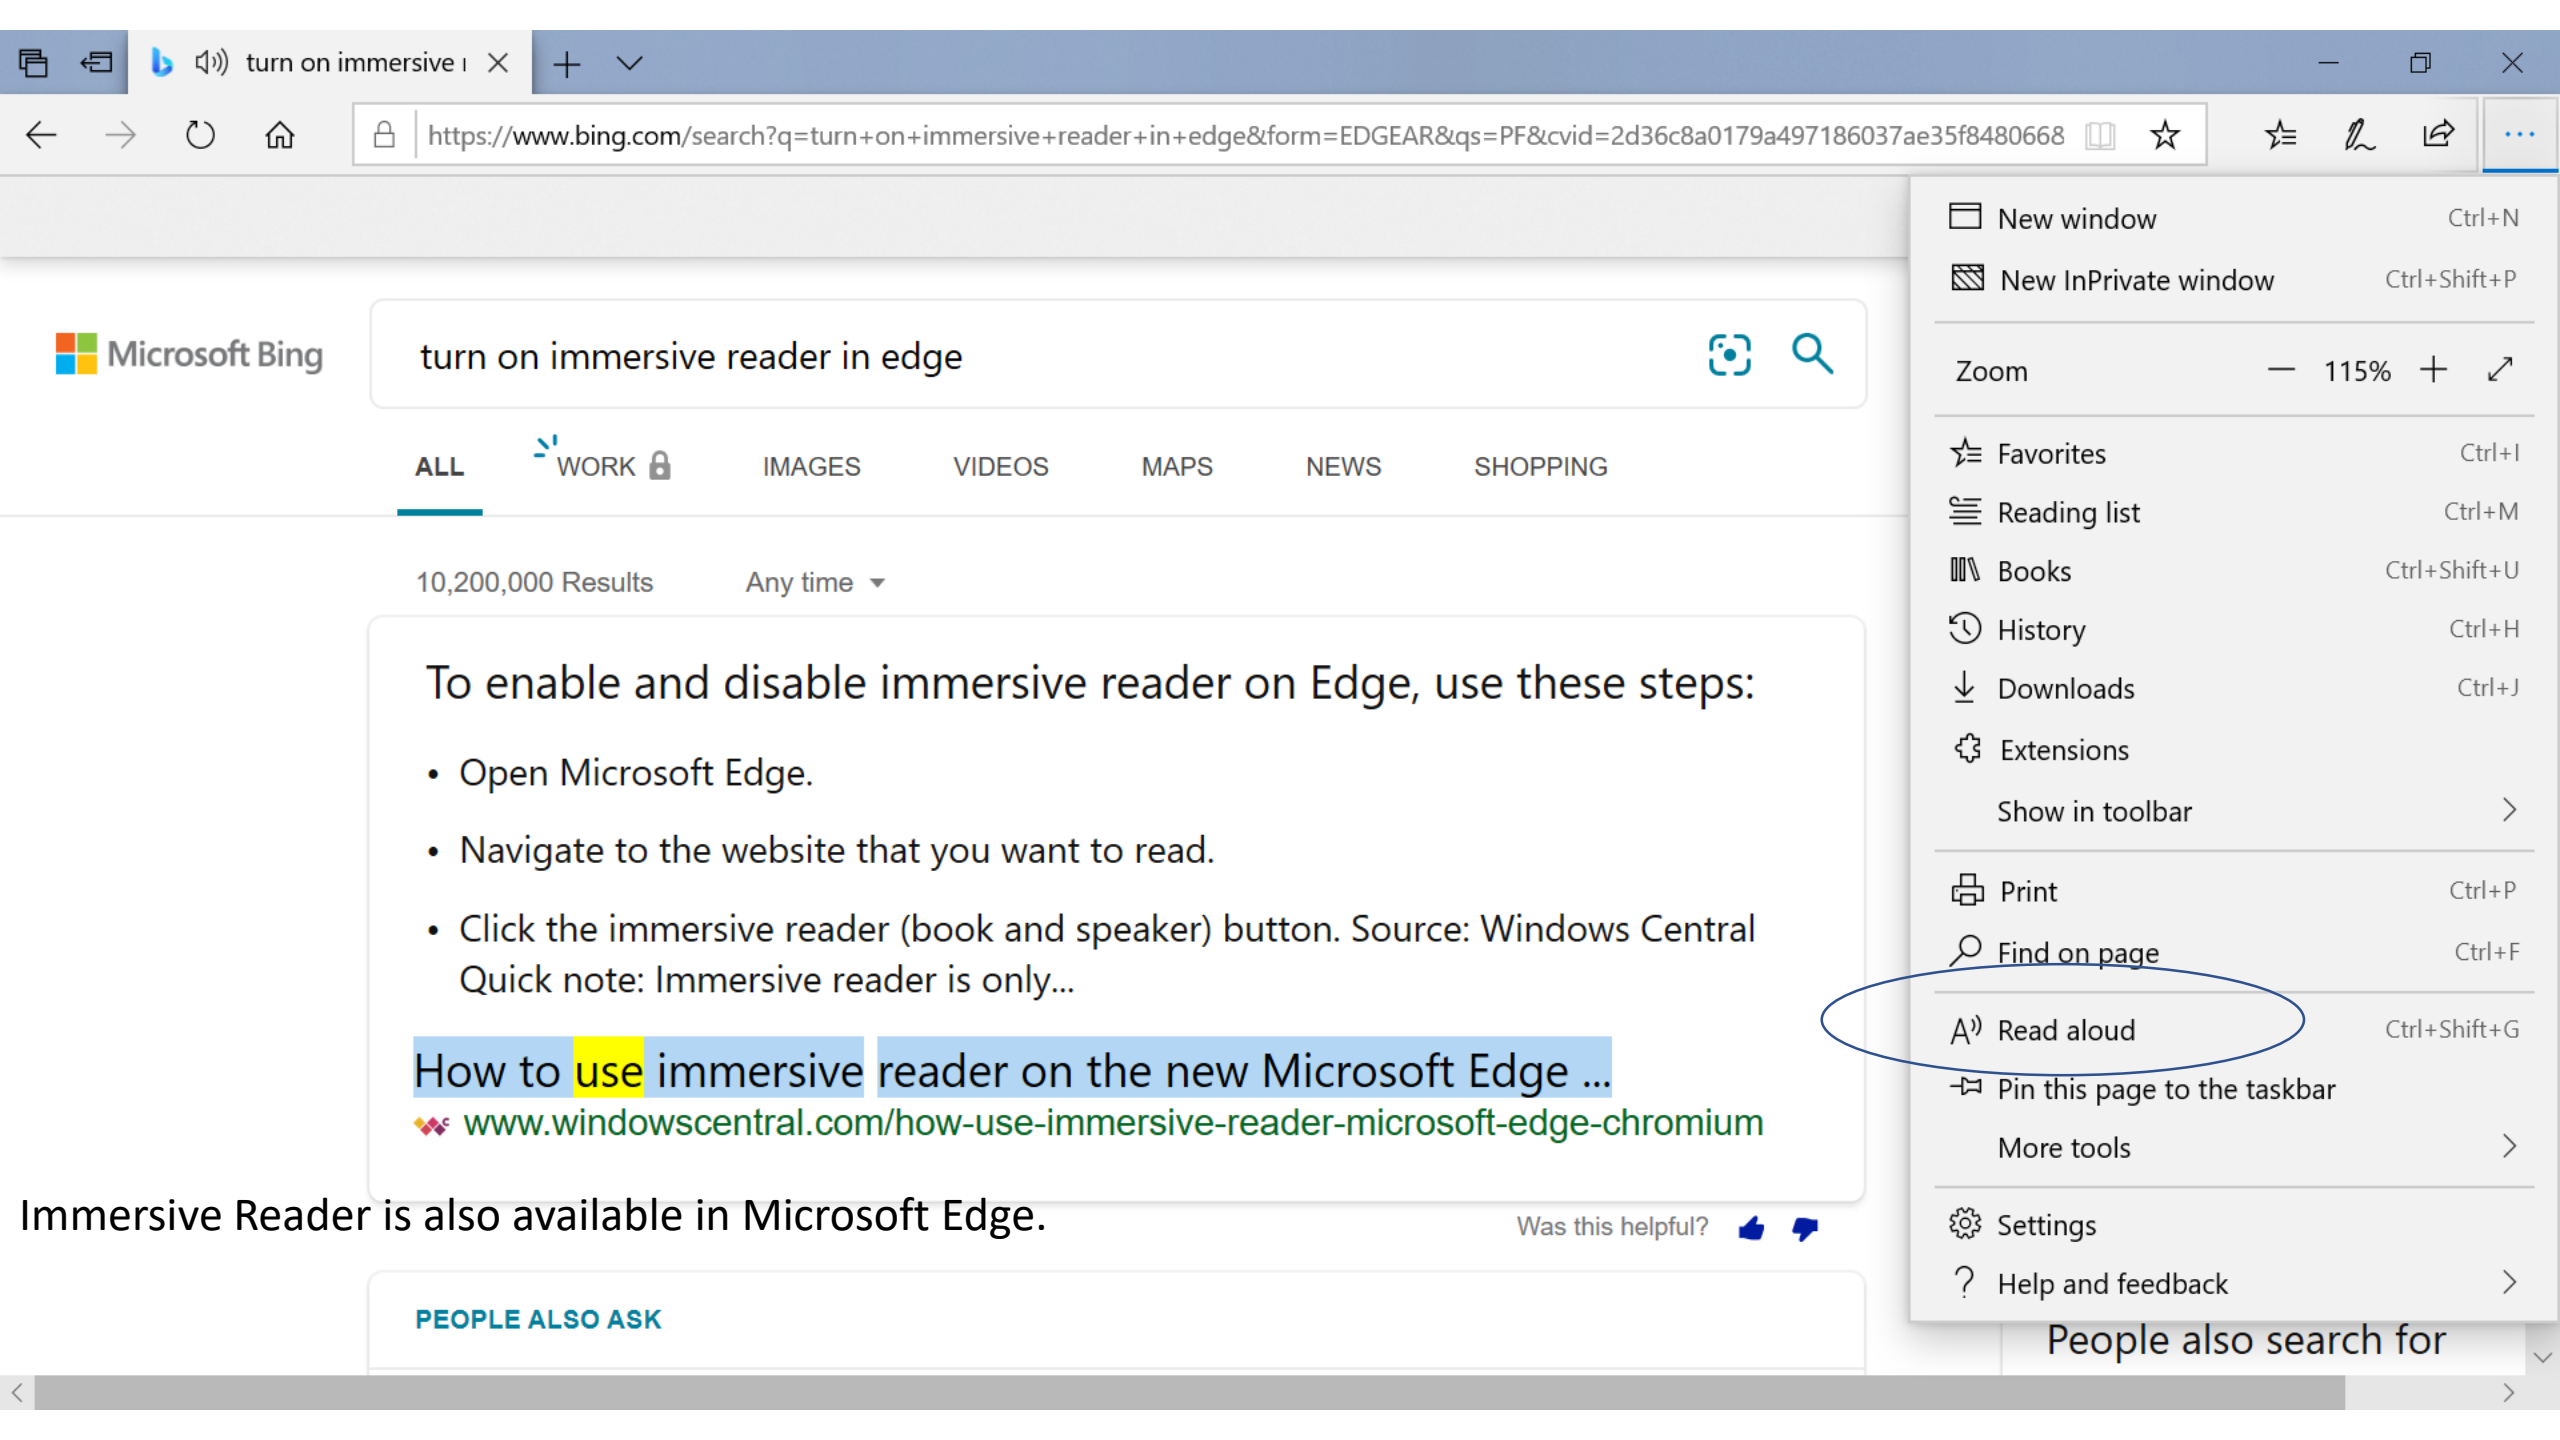 turn on immersive r
https://www.bing.com/search?q=turn+on+immersive+reader+in+edge&form=EDGEAR&qs=PF&cvid=2d36c8a0179a497186037ae35f8480668
Microsoft Bing
turn on immersive reader in edge
ALL WORK IMAGES VIDEOS MAPS NEWS SHOPPING
10,200,000 Results Any time
To enable and disable immersive reader on Edge, use these steps:
• Open Microsoft Edge.
• Navigate to the website that you want to read.
• Click the immersive reader (book and speaker) button. Source: Windows Central
Quick note: Immersive reader is only...
How to use immersive reader on the new Microsoft Edge ...
www.windowscentral.com/how-use-immersive-reader-microsoft-edge-chromium
Immersive Reader is also available in Microsoft Edge.
Was this helpful?
PEOPLE ALSO ASK
New window Ctrl+N
New InPrivate window Ctrl+Shift+P
Zoom — 115% +
Favorites Ctrl+I
Reading list Ctrl+M
Books Ctrl+Shift+U
History Ctrl+H
Downloads Ctrl+J
Extensions
Show in toolbar
Print Ctrl+P
Find on page Ctrl+F
Read aloud Ctrl+Shift+G
Pin this page to the taskbar
More tools
Settings
? Help and feedback
People also search for